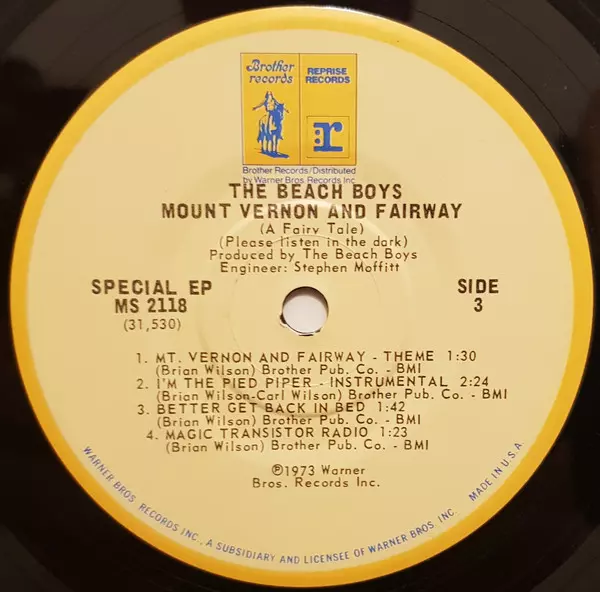 Brother
records
REPRISE
RECORDS
r
Brother Records/Distributed
by Warner Bros. Records Inc.
THE BEACH BOYS
MOUNT VERNON AND FAIRWAY
(A Fairy Tale)
(Please listen in the dark)
Produced by The Beach Boys
Engineer: Stephen Moffitt
SPECIAL EP
MS 2118
(31,530)
SIDE
3
1. MT. VERNON AND FAIRWAY - THEME 1:30
(Brian Wilson) Brother Pub. Co. - BMI
2. I'M THE PIED PIPER - INSTRUMENTAL 2:24
(Brian Wilson-Carl Wilson) Brother Pub. Co. - BMI
3. BETTER GET BACK IN BED 1:42
(Brian Wilson) Brother Pub. Co. - BMI
4. MAGIC TRANSISTOR RADIO 1:23
(Brian Wilson) Brother Pub. Co. - BMI
℗1973 Warner
Bros. Records Inc.
WARNER BROS. RECORDS INC., A SUBSIDIARY AND LICENSEE OF WARNER BROS. INC. MADE IN U.S.A.